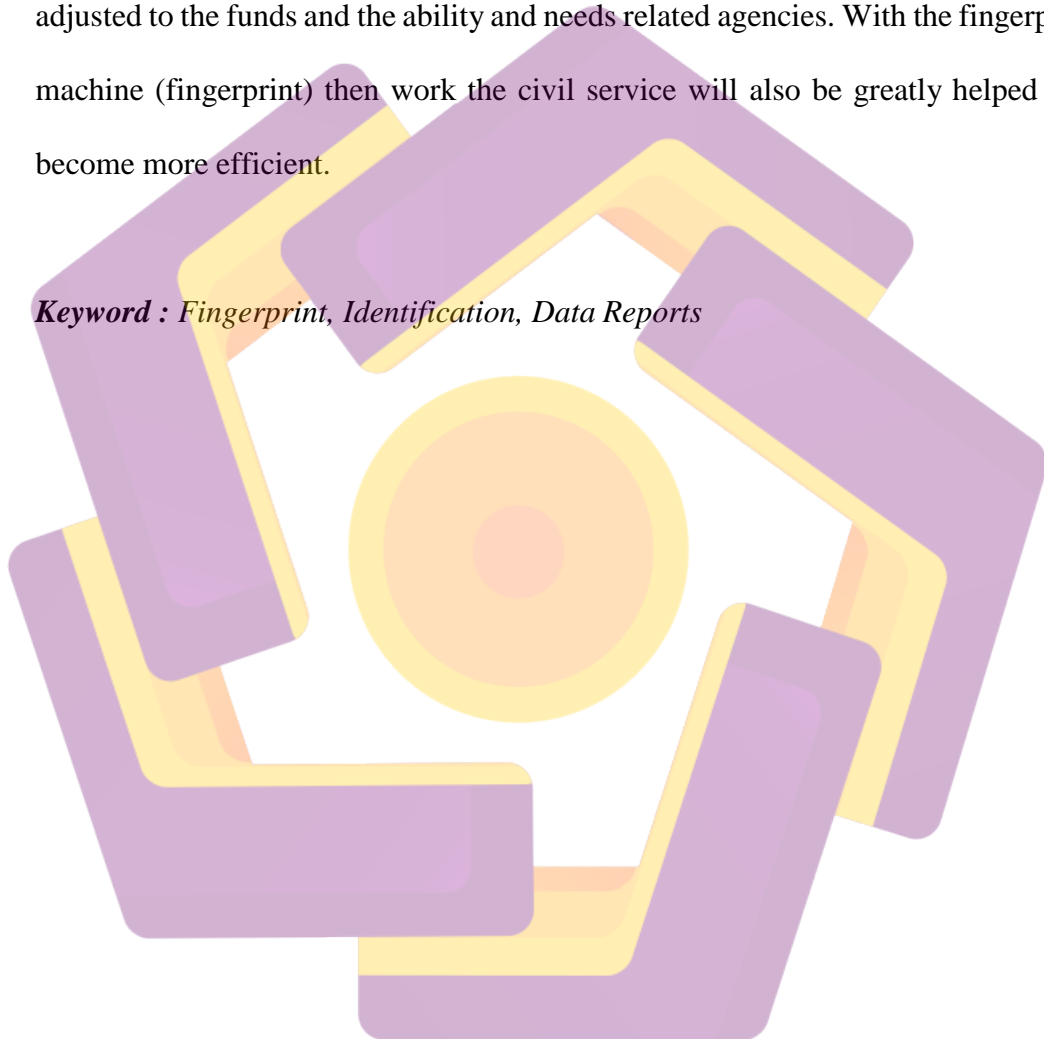 adjusted to the funds and the ability and needs related agencies. With the fingerp
machine (fingerprint) then work the civil service will also be greatly helped
become more efficient.
Keyword : Fingerprint, Identification, Data Reports